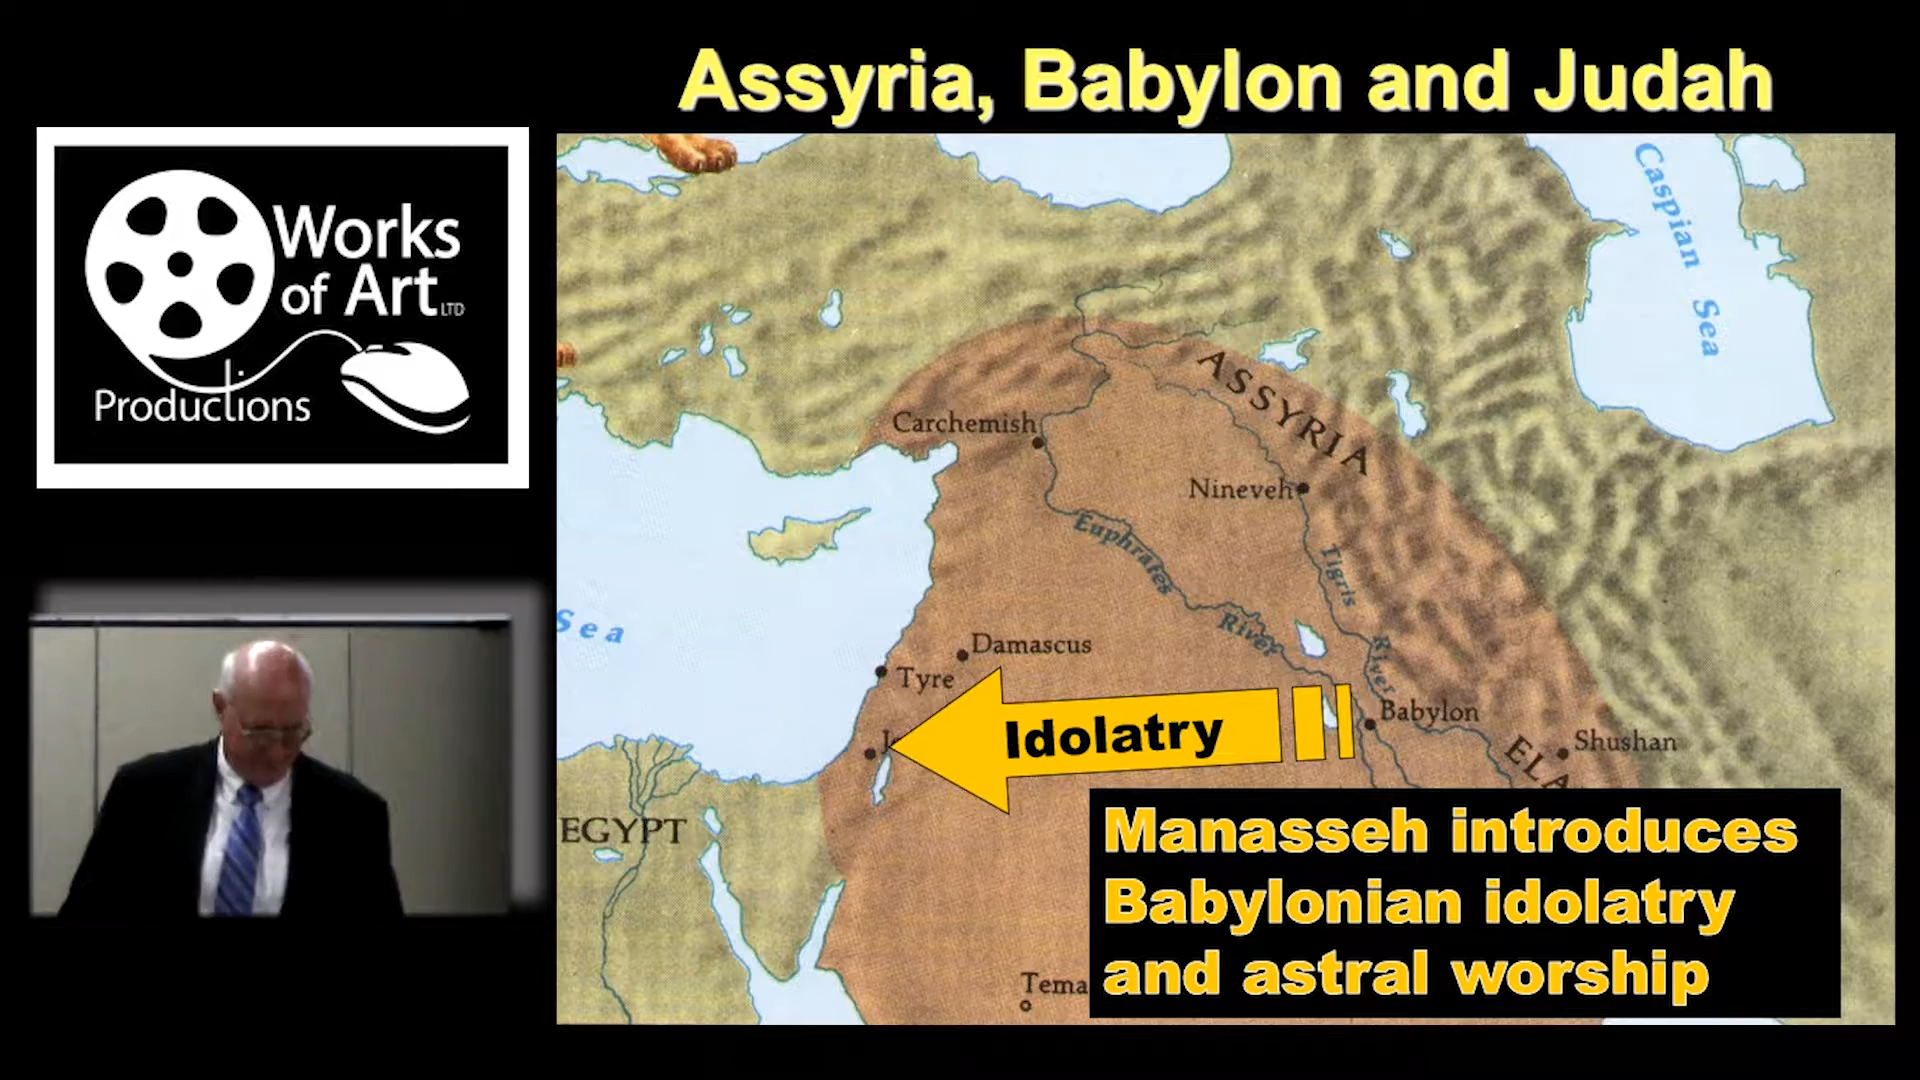 Assyria, Babylon and Judah
Works
of Art LTD
Productions
Caspian Sea
ASSYRIA
Carchemish
Nineveh
Euphrates
River
Tigris
River
Sea
Damascus
Tyre
Idolatry
Babylon
Shushan
EGYPT
Manasseh introduces
Babylonian idolatry
and astral worship
Tema